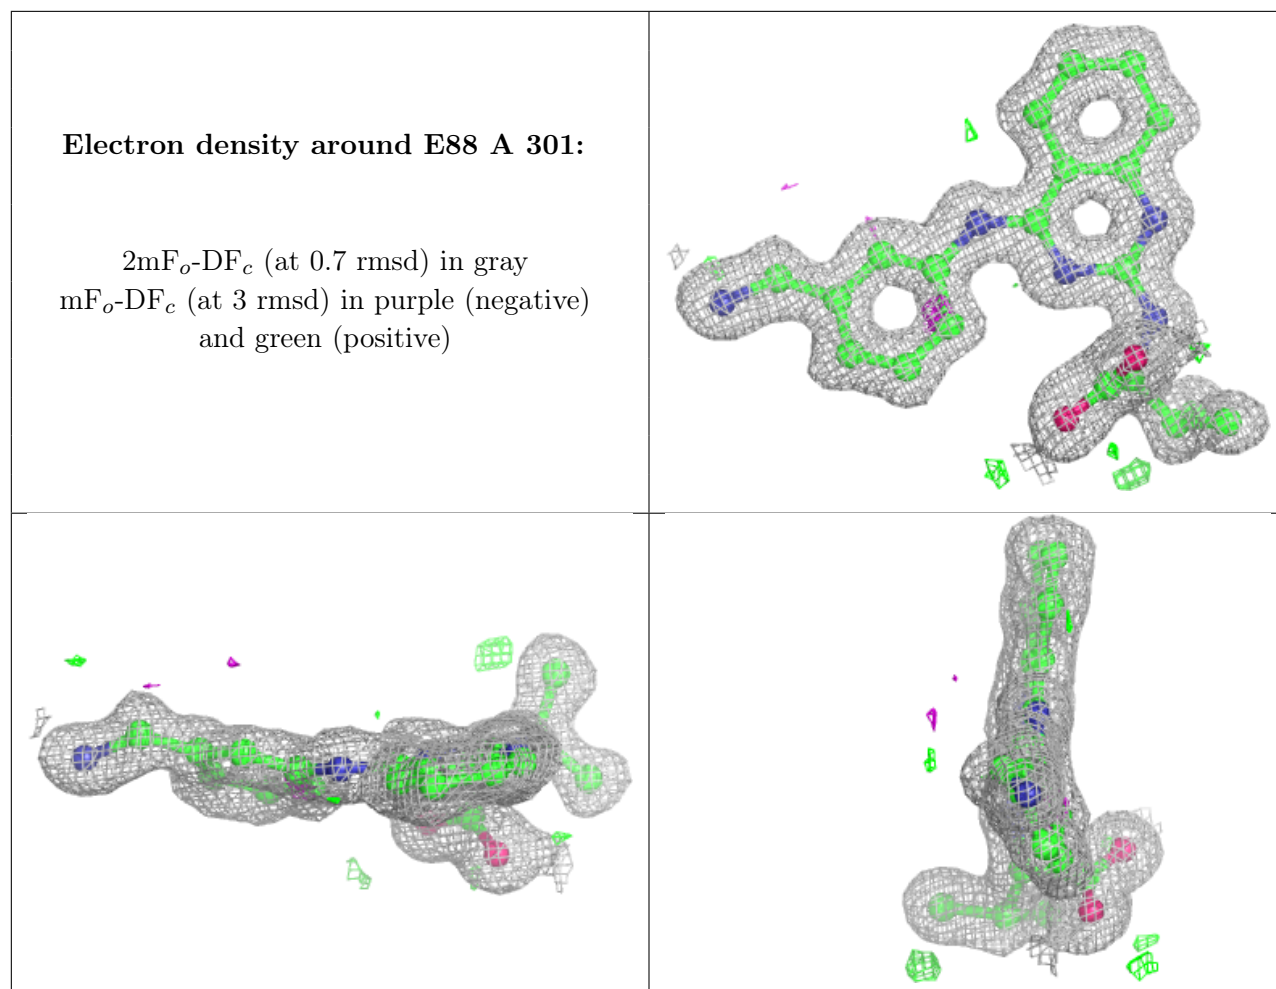 Electron density around E88 A 301:
2mFo-DFc (at 0.7 rmsd) in gray
mFo-DFc (at 3 rmsd) in purple (negative)
and green (positive)